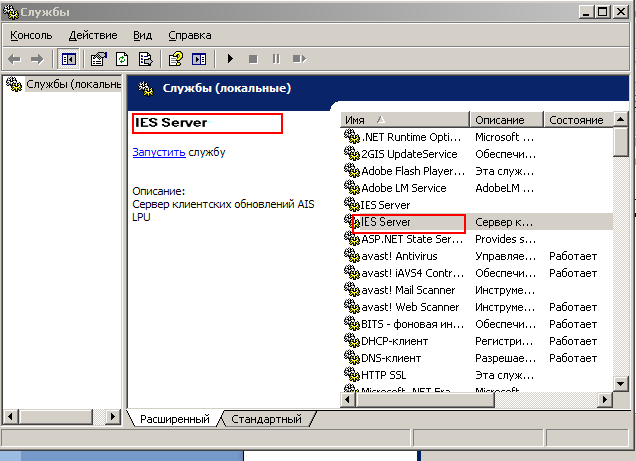 Службы
Консоль Действие Вид Справка
Службы (локальны
Службы (локальные)
IES Server
Запустить службу
Описание:
Сервер клиентских обновлений AIS
LPU
Имя Описание Состояние
.NET Runtime Opti... Microsoft ...
2GIS UpdateService Обеспечи...
Adobe Flash Player... Эта служ...
Adobe LM Service AdobeLM ...
IES Server
IES Server Сервер к...
ASP.NET State Ser... Provides s...
avast! Antivirus Управляе... Работает
avast! iAVS4 Contr... Обеспечи... Работает
avast! Mail Scanner Инструме...
avast! Web Scanner Инструме... Работает
BITS - фоновая ин... Обеспечи... Работает
DHCP-клиент Регистри... Работает
DNS-клиент Разрешае... Работает
HTTP SSL Эта служ...
Microsoft .NET Fra... Microsoft ...
Расширенный Стандартный